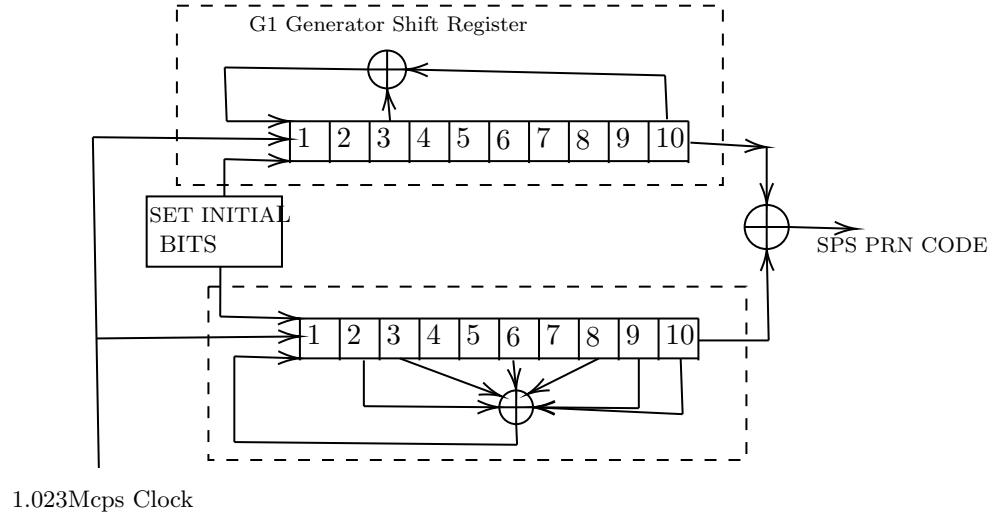 G1 Generator Shift Register
1 2 3 4 5 6 7 8 9 10
SET INITIAL
BITS
SPS PRN CODE
1 2 3 4 5 6 7 8 9 10
1.023Mcps Clock